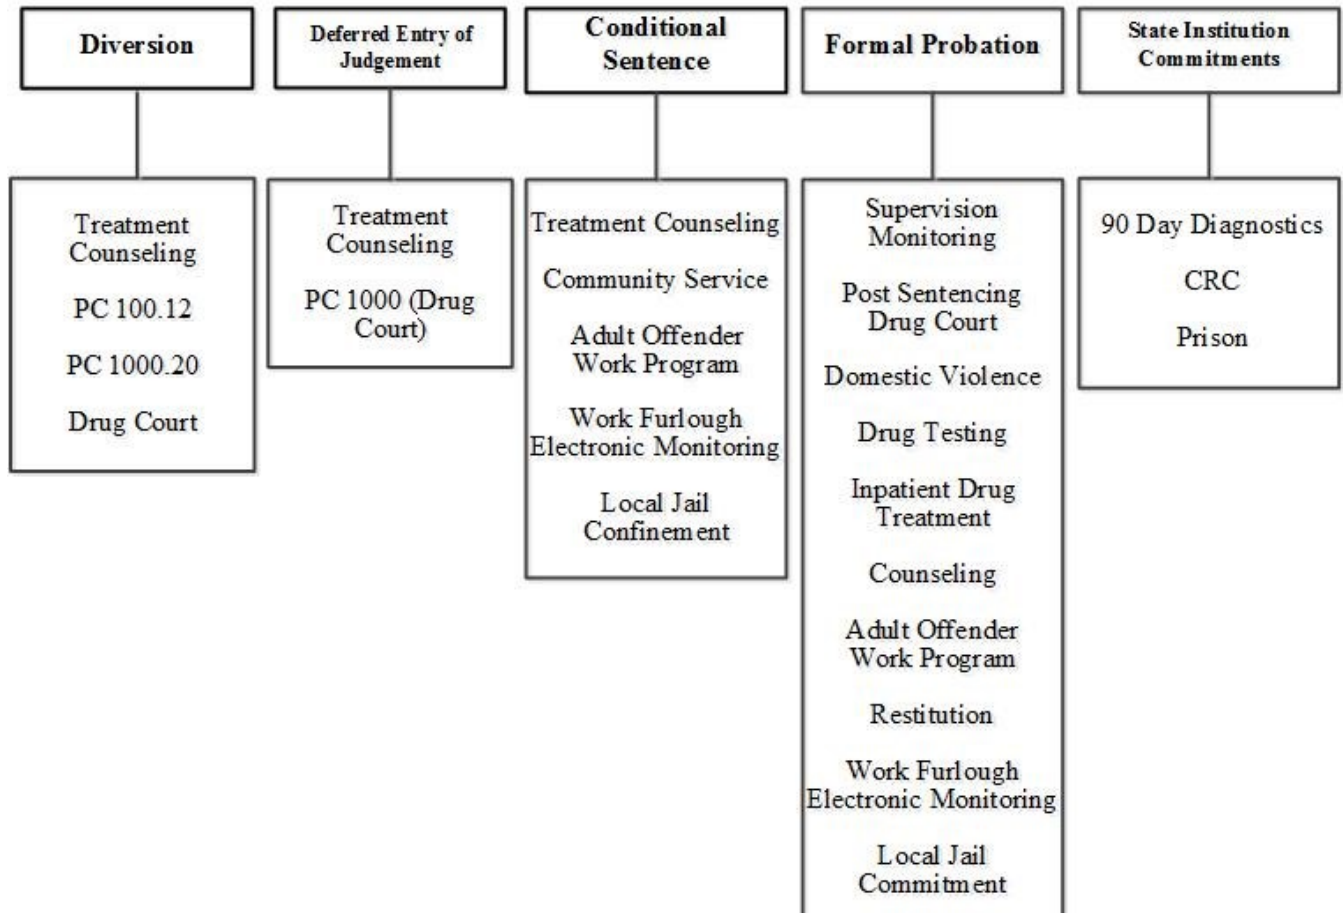 Diversion
Treatment
Counseling
PC 100.12
PC 1000.20
Drug Court
Deferred Entry of
Judgement
Treatment
Counseling
PC 1000 (Drug
Court)
Conditional
Sentence
Treatment Counseling
Community Service
Adult Offender
Work Program
Work Furlough
Electronic Monitoring
Local Jail
Confinement
Formal Probation
Supervision
Monitoring
Post Sentencing
Drug Court
Domestic Violence
Drug Testing
Inpatient Drug
Treatment
Counseling
Adult Offender
Work Program
Restitution
Work Furlough
Electronic Monitoring
Local Jail
Commitment
State Institution
Commitments
90 Day Diagnostics
CRC
Prison